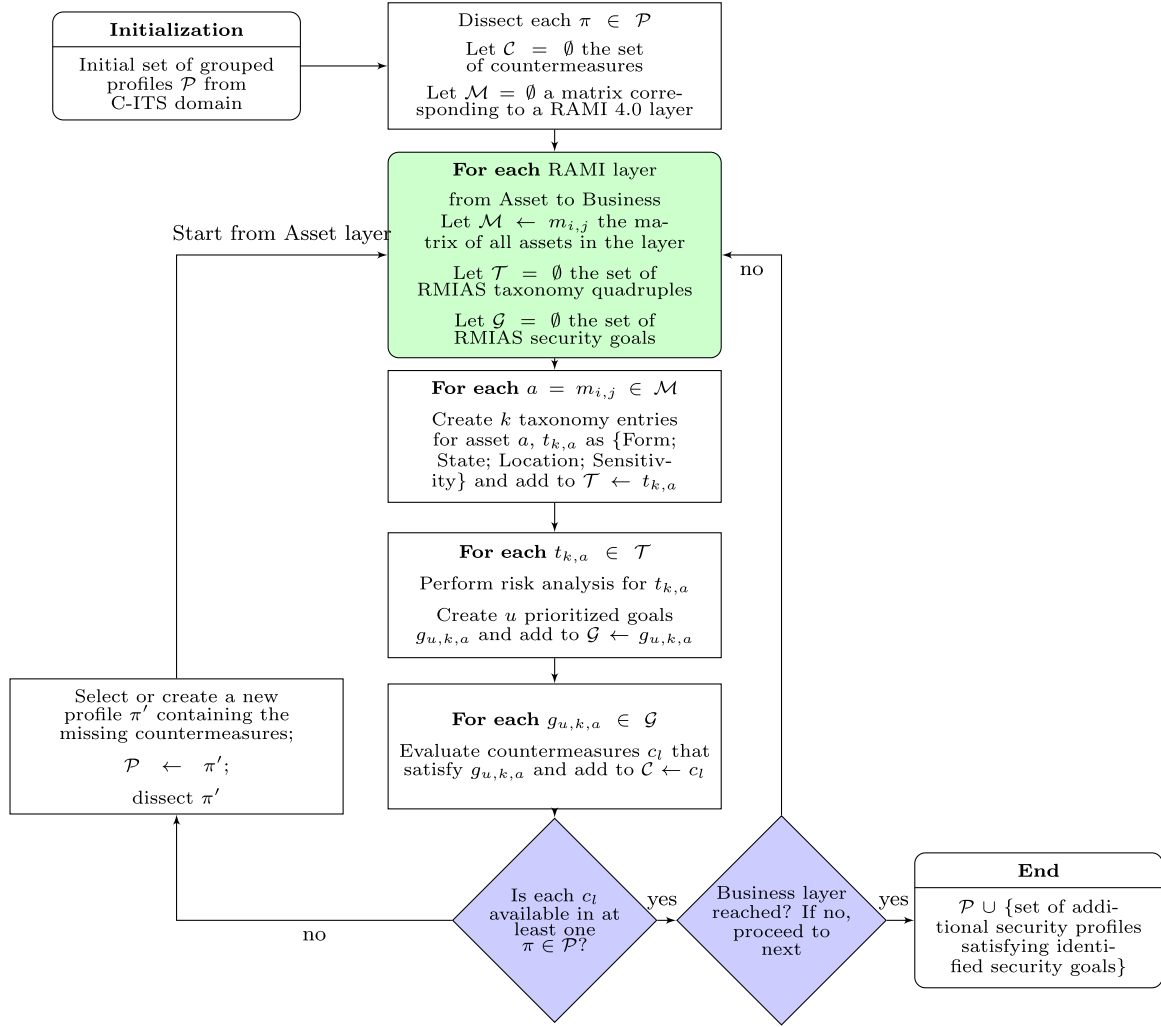 Initialization
Initial set of grouped
profiles 𝒫 from
C-ITS domain
Dissect each π ∈ 𝒫
Let 𝒞 = ∅ the set
of countermeasures
Let ℳ = ∅ a matrix corre-
sponding to a RAMI 4.0 layer
For each RAMI layer
from Asset to Business
Let ℳ ← m_{i,j} the ma-
trix of all assets in the layer
Let 𝒯 = ∅ the set of
RMIAS taxonomy quadruples
Let 𝒢 = ∅ the set of
RMIAS security goals
Start from Asset layer
no
For each a = m_{i,j} ∈ ℳ
Create k taxonomy entries
for asset a, t_{k,a} as {Form;
State; Location; Sensitiv-
ity} and add to 𝒯 ← t_{k,a}
For each t_{k,a} ∈ 𝒯
Perform risk analysis for t_{k,a}
Create u prioritized goals
g_{u,k,a} and add to 𝒢 ← g_{u,k,a}
Select or create a new
profile π′ containing the
missing countermeasures;
𝒫 ← π′;
dissect π′
For each g_{u,k,a} ∈ 𝒢
Evaluate countermeasures c_l that
satisfy g_{u,k,a} and add to 𝒞 ← c_l
Is each c_l
available in at
least one
π ∈ 𝒫?
no
yes
Business layer
reached? If no,
proceed to
next
yes
End
𝒫 ∪ {set of addi-
tional security profiles
satisfying identi-
fied security goals}